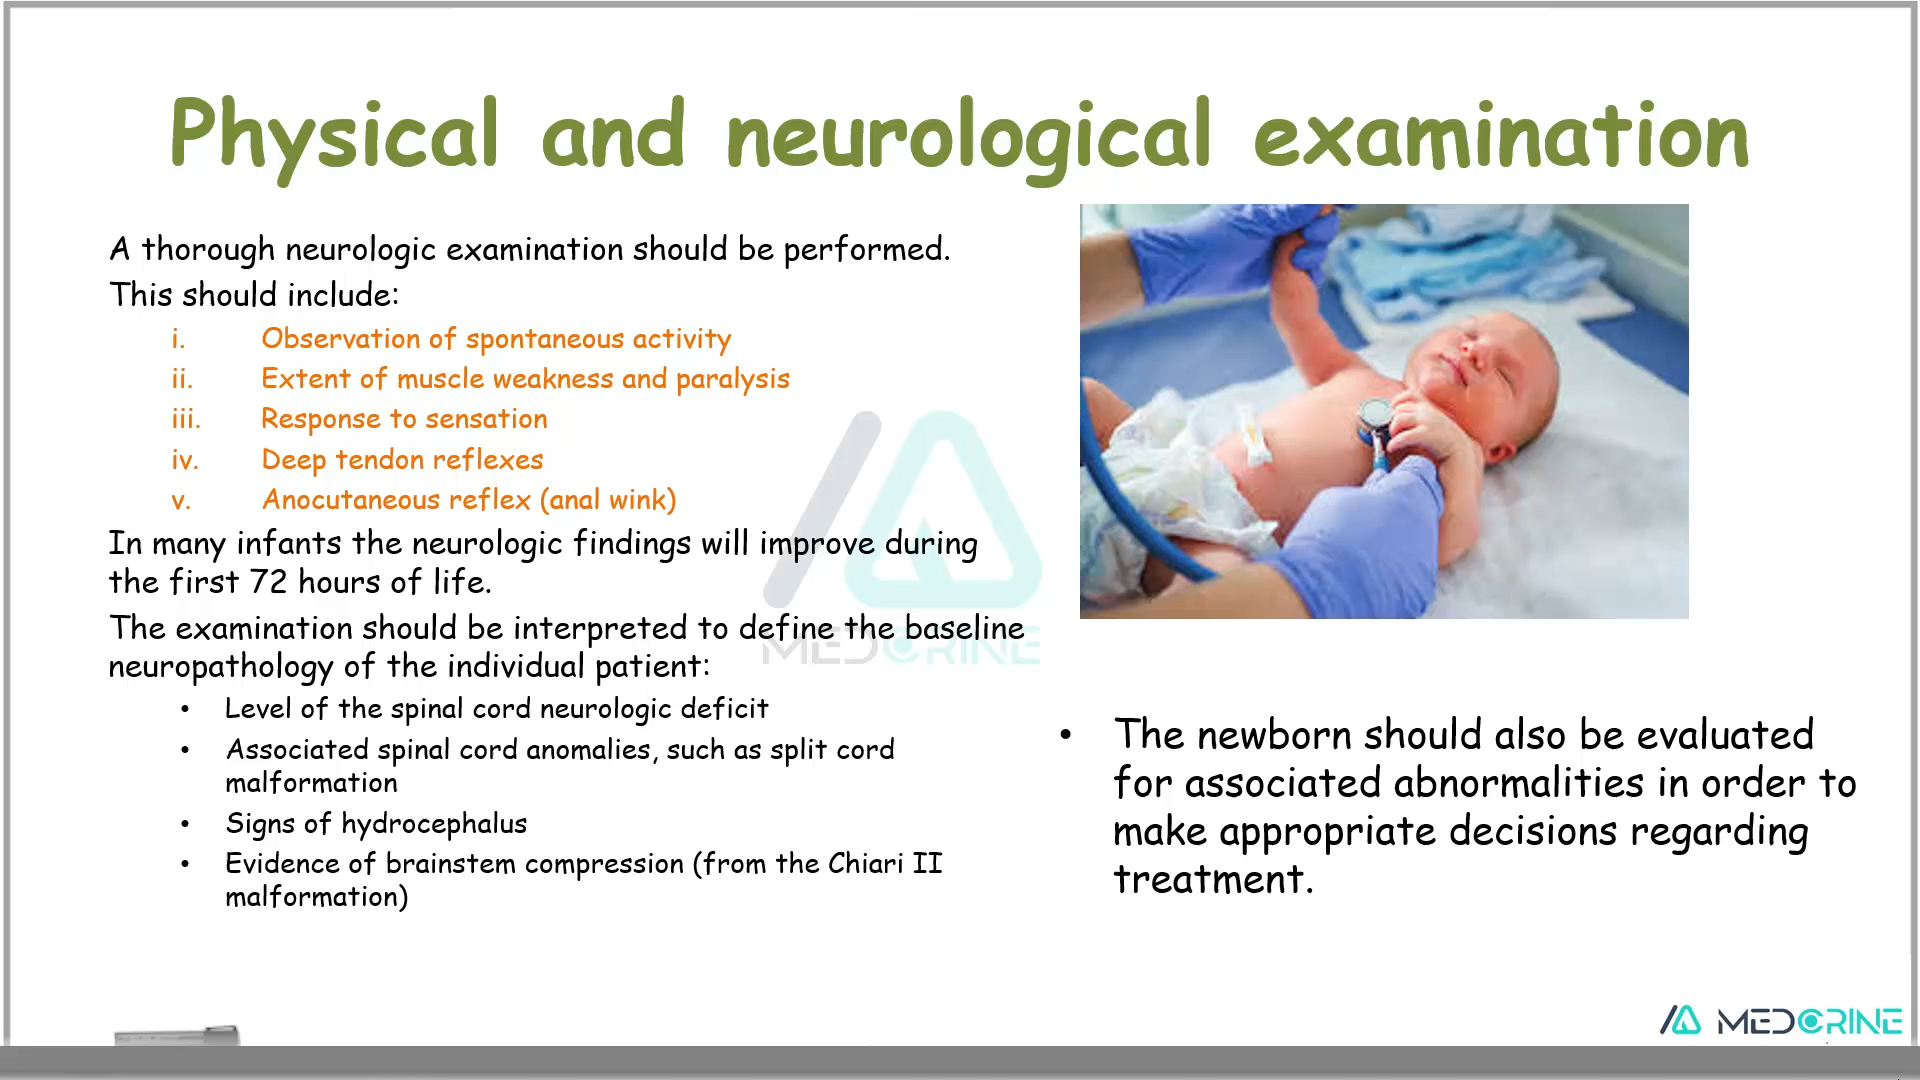 Physical and neurological examination
A thorough neurologic examination should be performed.
This should include:
i. Observation of spontaneous activity
ii. Extent of muscle weakness and paralysis
iii. Response to sensation
iv. Deep tendon reflexes
v. Anocutaneous reflex (anal wink)
In many infants the neurologic findings will improve during
the first 72 hours of life.
The examination should be interpreted to define the baseline
neuropathology of the individual patient:
• Level of the spinal cord neurologic deficit
• Associated spinal cord anomalies, such as split cord
malformation
• Signs of hydrocephalus
• Evidence of brainstem compression (from the Chiari II
malformation)
MEDCRINE
• The newborn should also be evaluated
for associated abnormalities in order to
make appropriate decisions regarding
treatment.
MEDCRINE